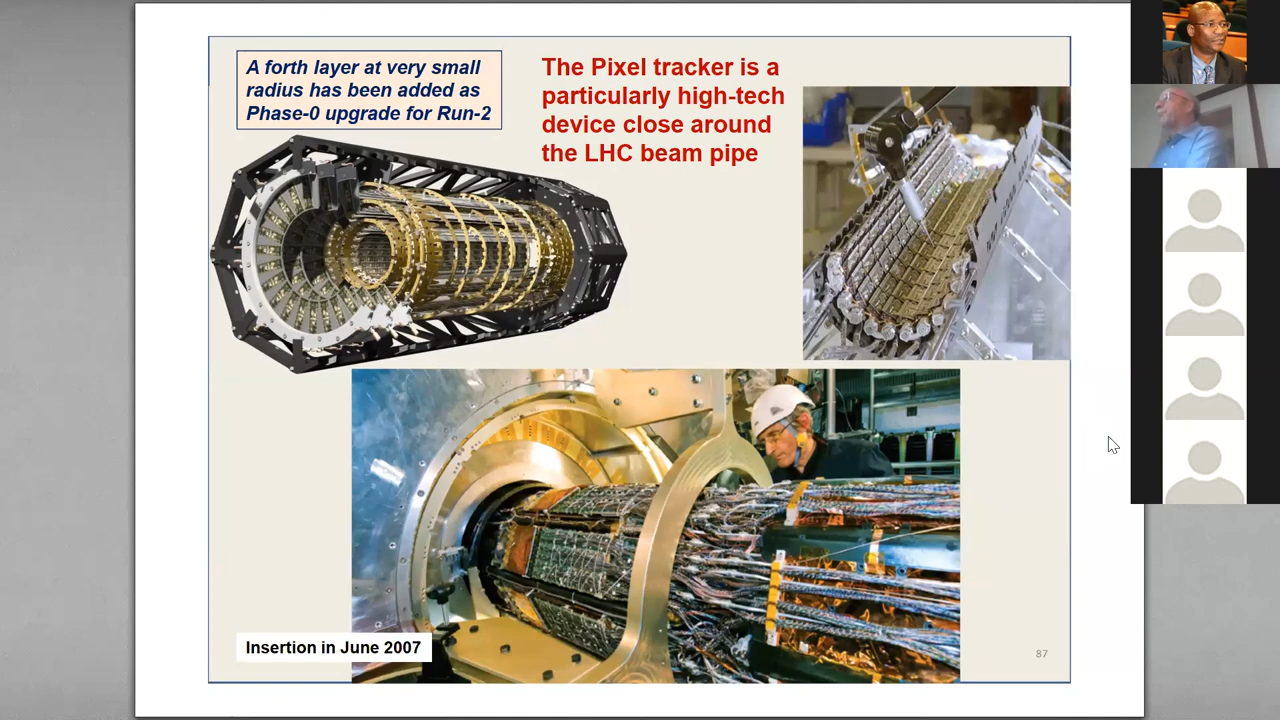 A forth layer at very small
radius has been added as
Phase-0 upgrade for Run-2
The Pixel tracker is a
particularly high-tech
device close around
the LHC beam pipe
Insertion in June 2007
87